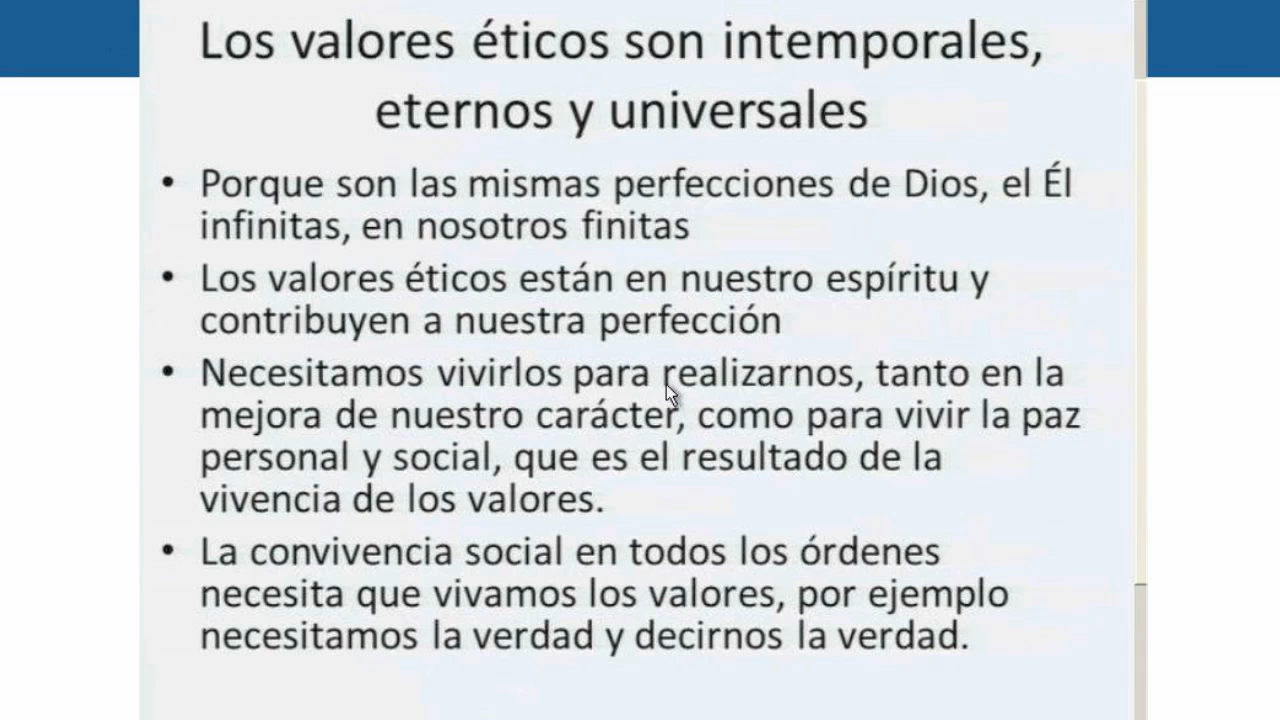 Los valores éticos son intemporales,
eternos y universales
• Porque son las mismas perfecciones de Dios, el Él
infinitas, en nosotros finitas
• Los valores éticos están en nuestro espíritu y
contribuyen a nuestra perfección
• Necesitamos vivirlos para realizarnos, tanto en la
mejora de nuestro carácter, como para vivir la paz
personal y social, que es el resultado de la
vivencia de los valores.
• La convivencia social en todos los órdenes
necesita que vivamos los valores, por ejemplo
necesitamos la verdad y decirnos la verdad.